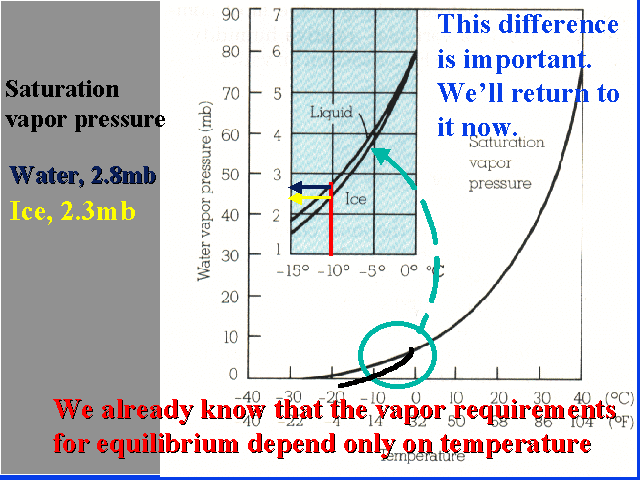 This difference
is important.
We'll return to
it now.
Saturation
vapor pressure
Water, 2.8mb
Ice, 2.3mb
Water vapor pressure (mb)
90
80
70
60
50
40
30
20
10
0
6
5
4
3
2
1
Liquid
Ice
-15° -10° -5° 0° °C
Saturation
vapor
pressure
-40 -30 -20 -10 0 10 20 30 40 (°C)
-40 -22 -4 14 32 50 68 86 104 (°F)
We already know that the vapor requirements
for equilibrium depend only on temperature
Temperature